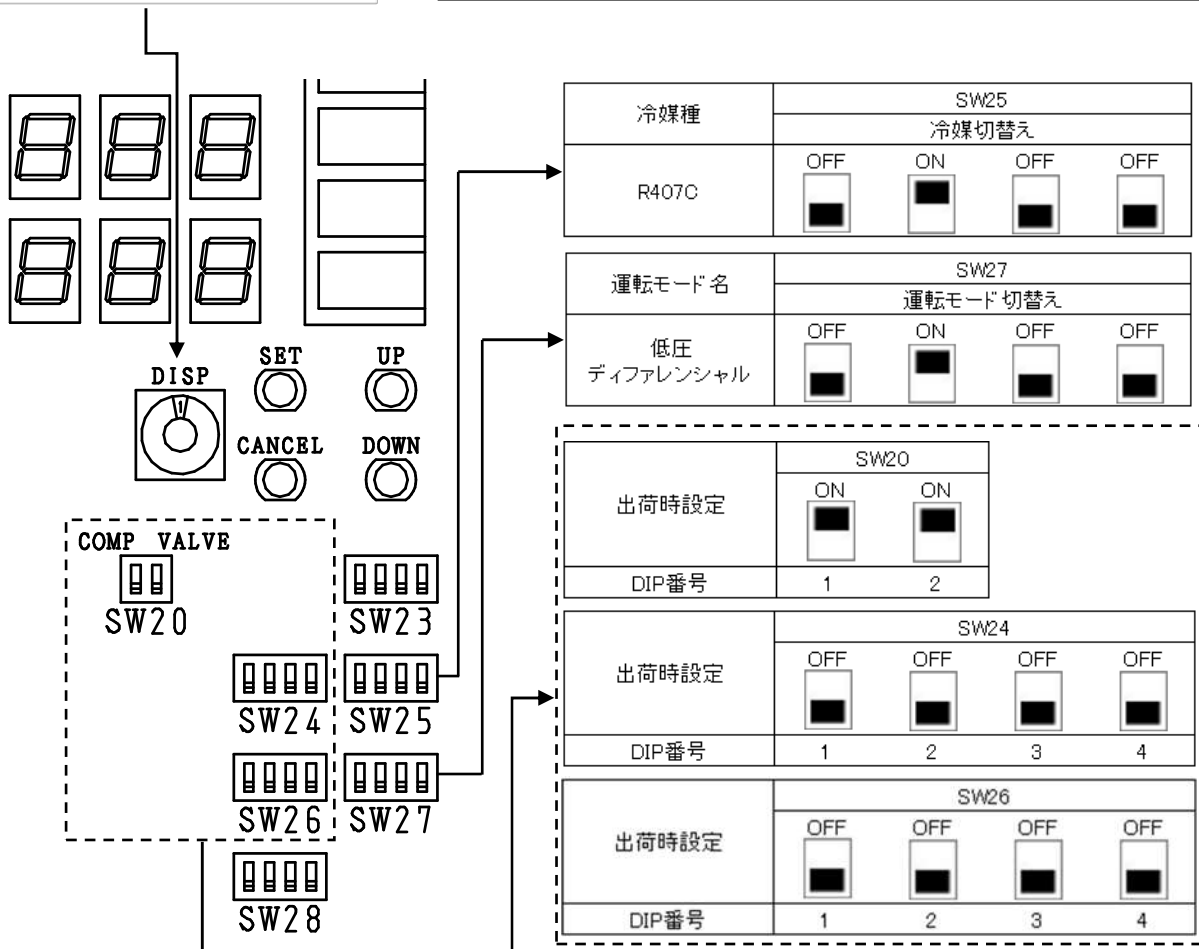 DISP
SET
UP
CANCEL
DOWN
COMP VALVE
SW20
SW23
SW24
SW25
SW26
SW27
SW28
冷媒種
SW25
冷媒切替え
R407C
OFF ON OFF OFF
運転モード名
SW27
運転モード切替え
低圧
ディファレンシャル
OFF ON OFF OFF
SW20
出荷時設定
ON ON
DIP番号 1 2
SW24
出荷時設定
OFF OFF OFF OFF
DIP番号 1 2 3 4
SW26
出荷時設定
OFF OFF OFF OFF
DIP番号 1 2 3 4